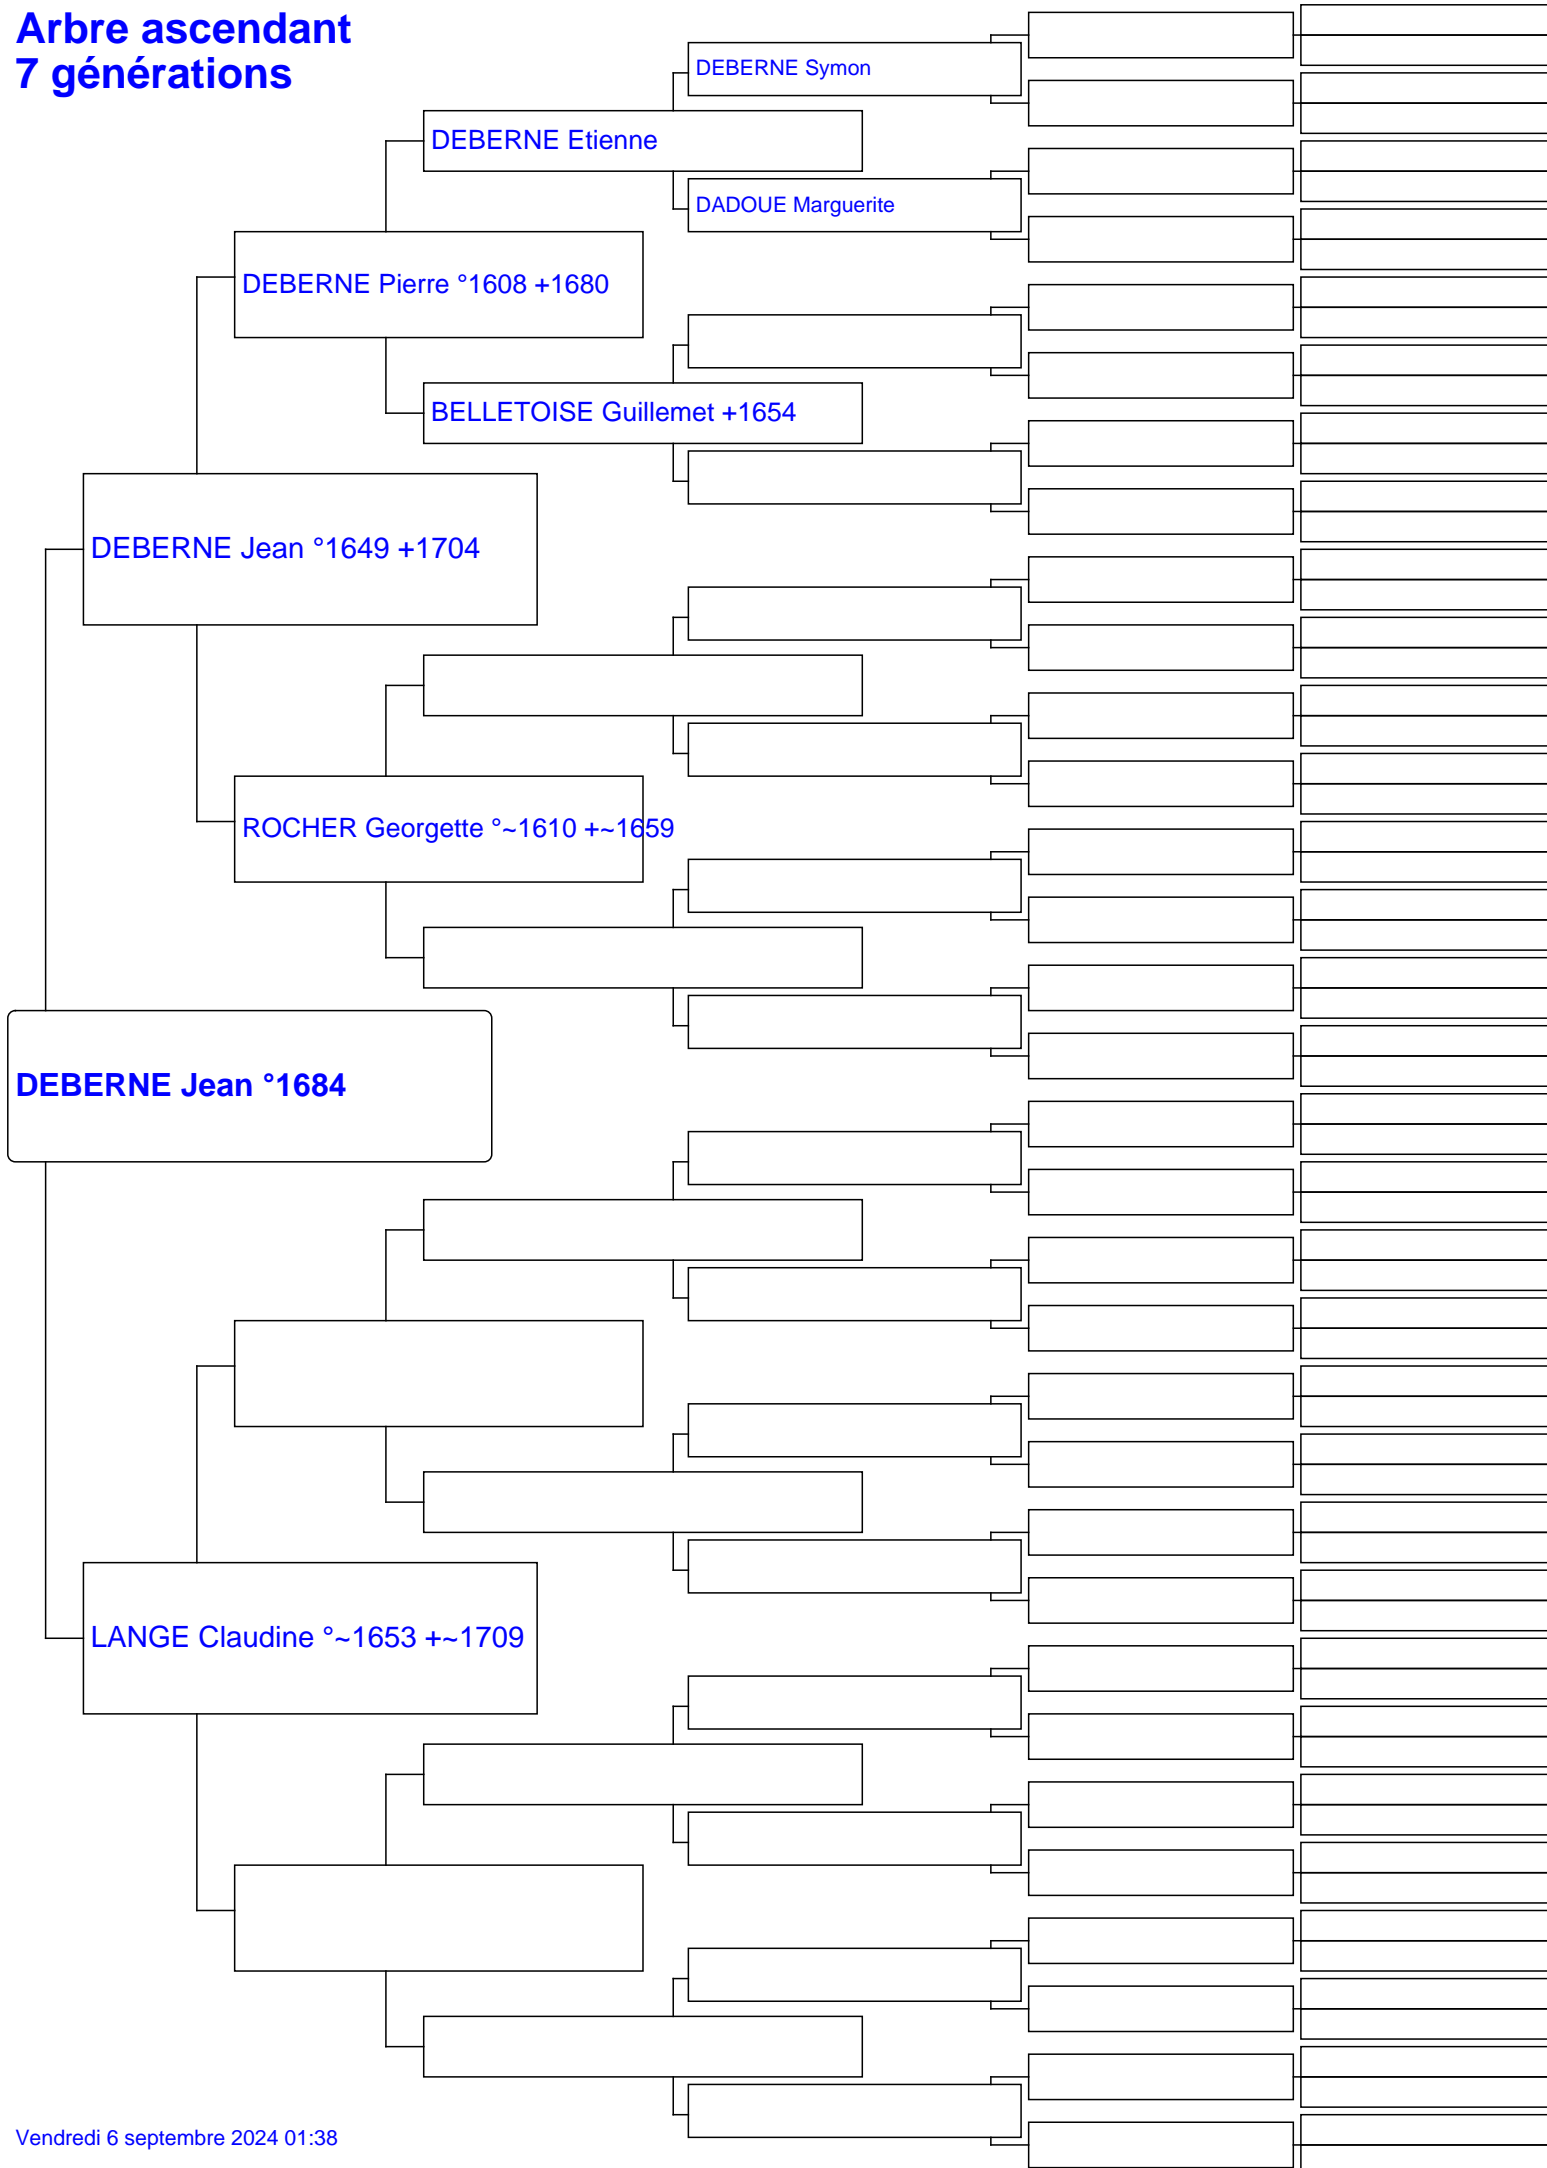 Arbre ascendant
7 générations
DEBERNE Symon
DEBERNE Etienne
DADOUE Marguerite
DEBERNE Pierre °1608 +1680
BELLETOISE Guillemet +1654
DEBERNE Jean °1649 +1704
ROCHER Georgette °~1610 +~1659
DEBERNE Jean °1684
LANGE Claudine °~1653 +~1709
Vendredi 6 septembre 2024 01:38